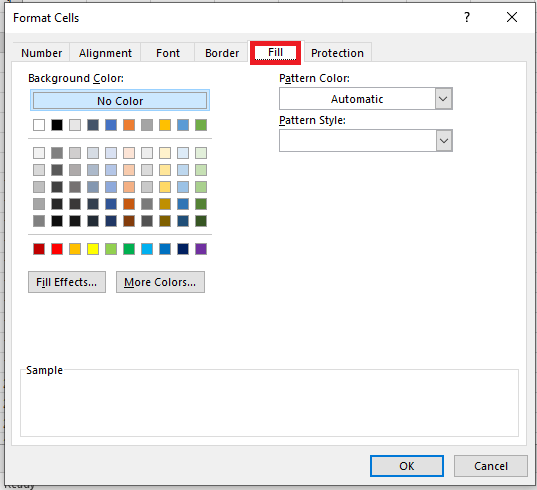 Format Cells
?
Number Alignment Font Border Fill Protection
Background Color:
No Color
Pattern Color:
Automatic
Pattern Style:
Fill Effects...
More Colors...
Sample
OK
Cancel
Ready